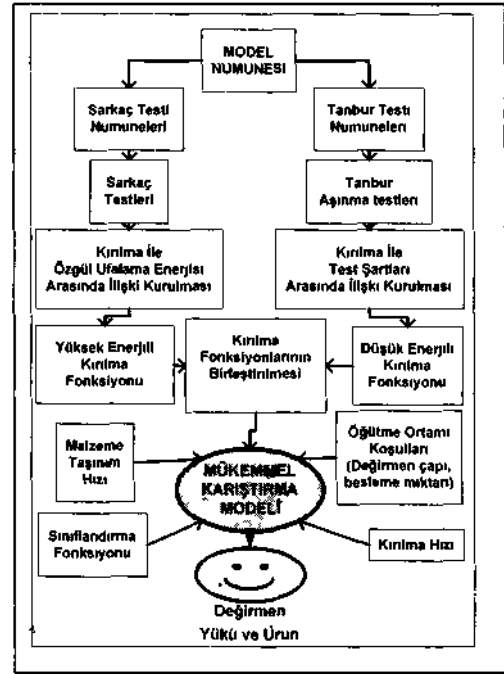 MODEL
NUMUNESİ
Sarkaç Testi
Numuneleri
Tanbur Testi
Numuneleri
Sarkaç
Testleri
Tanbur
Aşınma testleri
Kırılma İle
Özgül Ufalama Enerjisi
Arasında İlişki Kurulması
Kırılma İle
Test Şartları
Arasında İlişki Kurulması
Yüksek Enerjili
Kırılma
Fonksiyonu
Kırılma
Fonksiyonlarının
Birleştirilmesi
Düşük Enerjili
Kırılma
Fonksiyonu
Malzeme
Taşınım
Hızı
Öğütme Ortamı
Koşulları
(Değirmen çapı,
besleme miktarı)
MÜKEMMEL
KARIŞTIRMA
MODELİ
Sınıflandırma
Fonksiyonu
Kırılma Hızı
Değirmen
Yükü ve Ürün